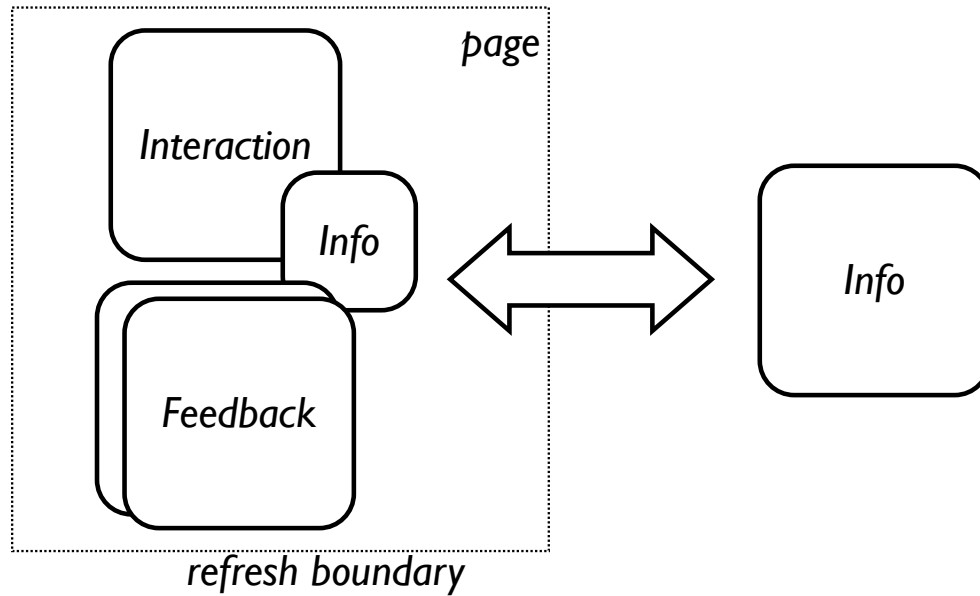 page
Interaction
Info
Info
Feedback
refresh boundary